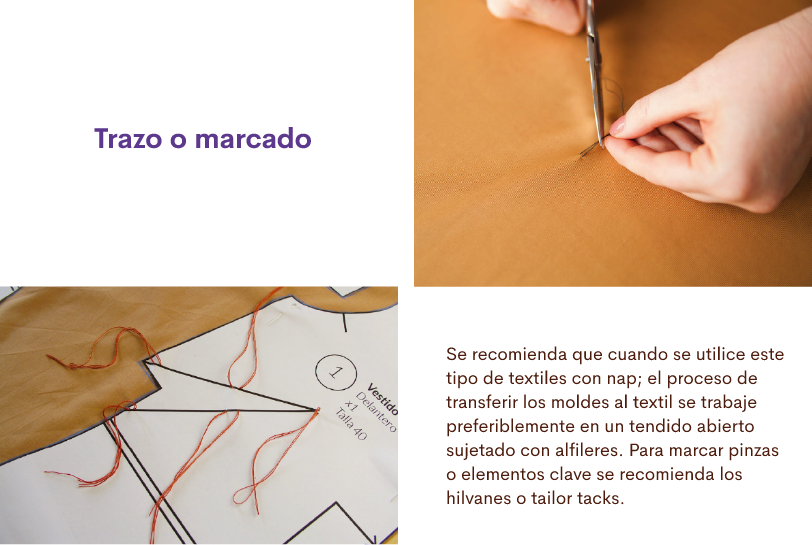 Trazo o marcado
1
Vestido
Delantero
x1
Talla 40
Se recomienda que cuando se utilice este
tipo de textiles con nap; el proceso de
transferir los moldes al textil se trabaje
preferiblemente en un tendido abierto
sujetado con alfileres. Para marcar pinzas
o elementos clave se recomienda los
hilvanes o tailor tacks.